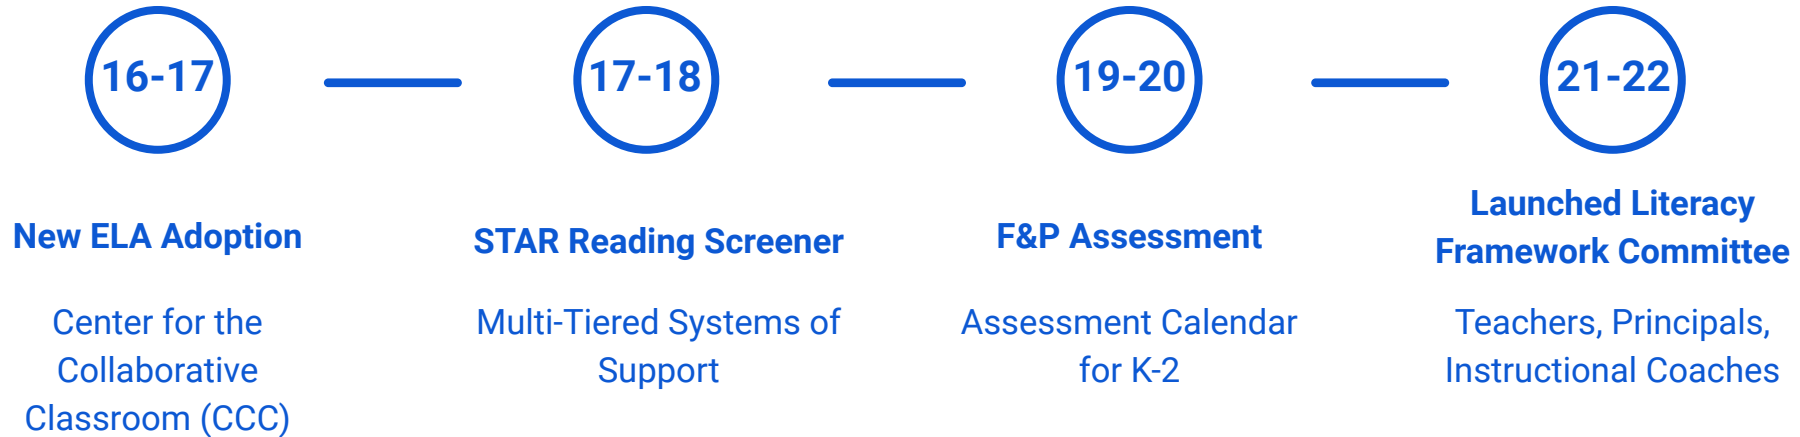 16-17
New ELA Adoption
Center for the
Collaborative
Classroom (CCC)
17-18
STAR Reading Screener
Multi-Tiered Systems of
Support
19-20
F&P Assessment
Assessment Calendar
for K-2
21-22
Launched Literacy
Framework Committee
Teachers, Principals,
Instructional Coaches